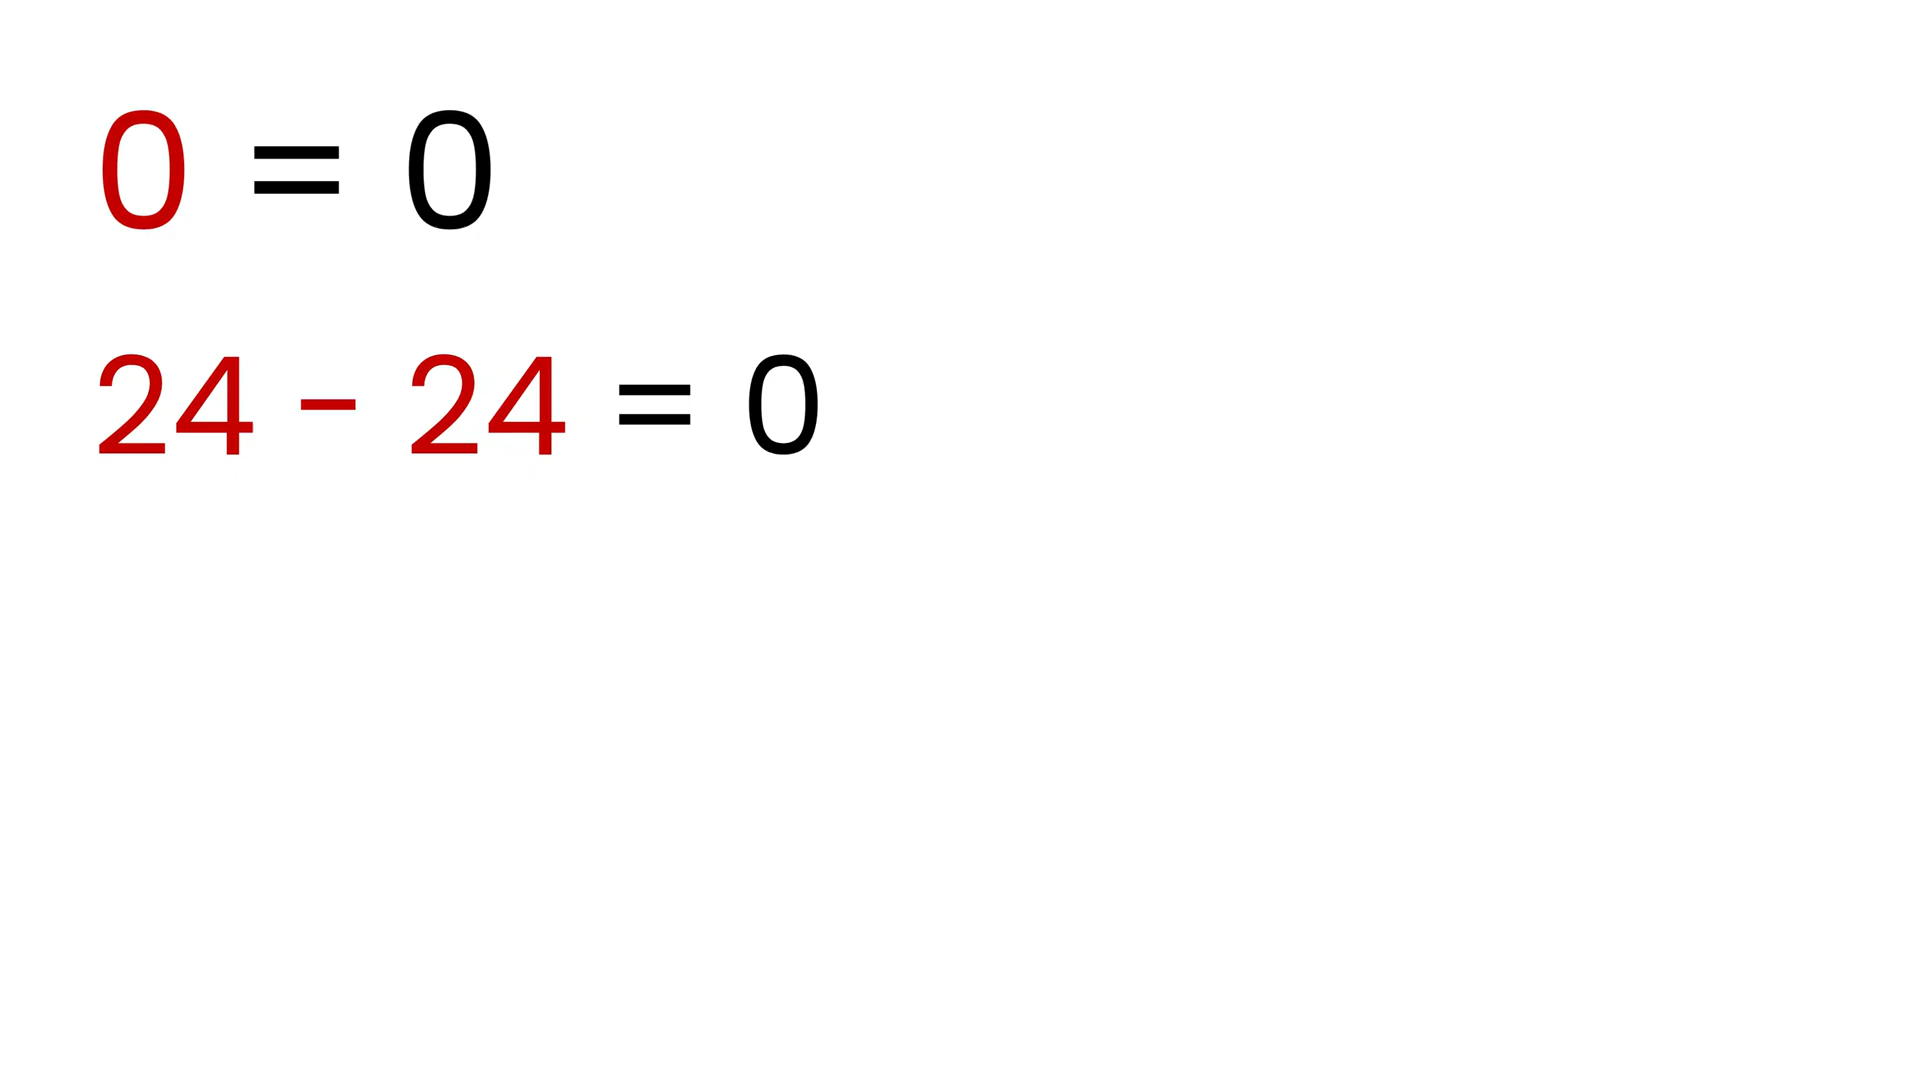 0 = 0
24 - 24 = 0